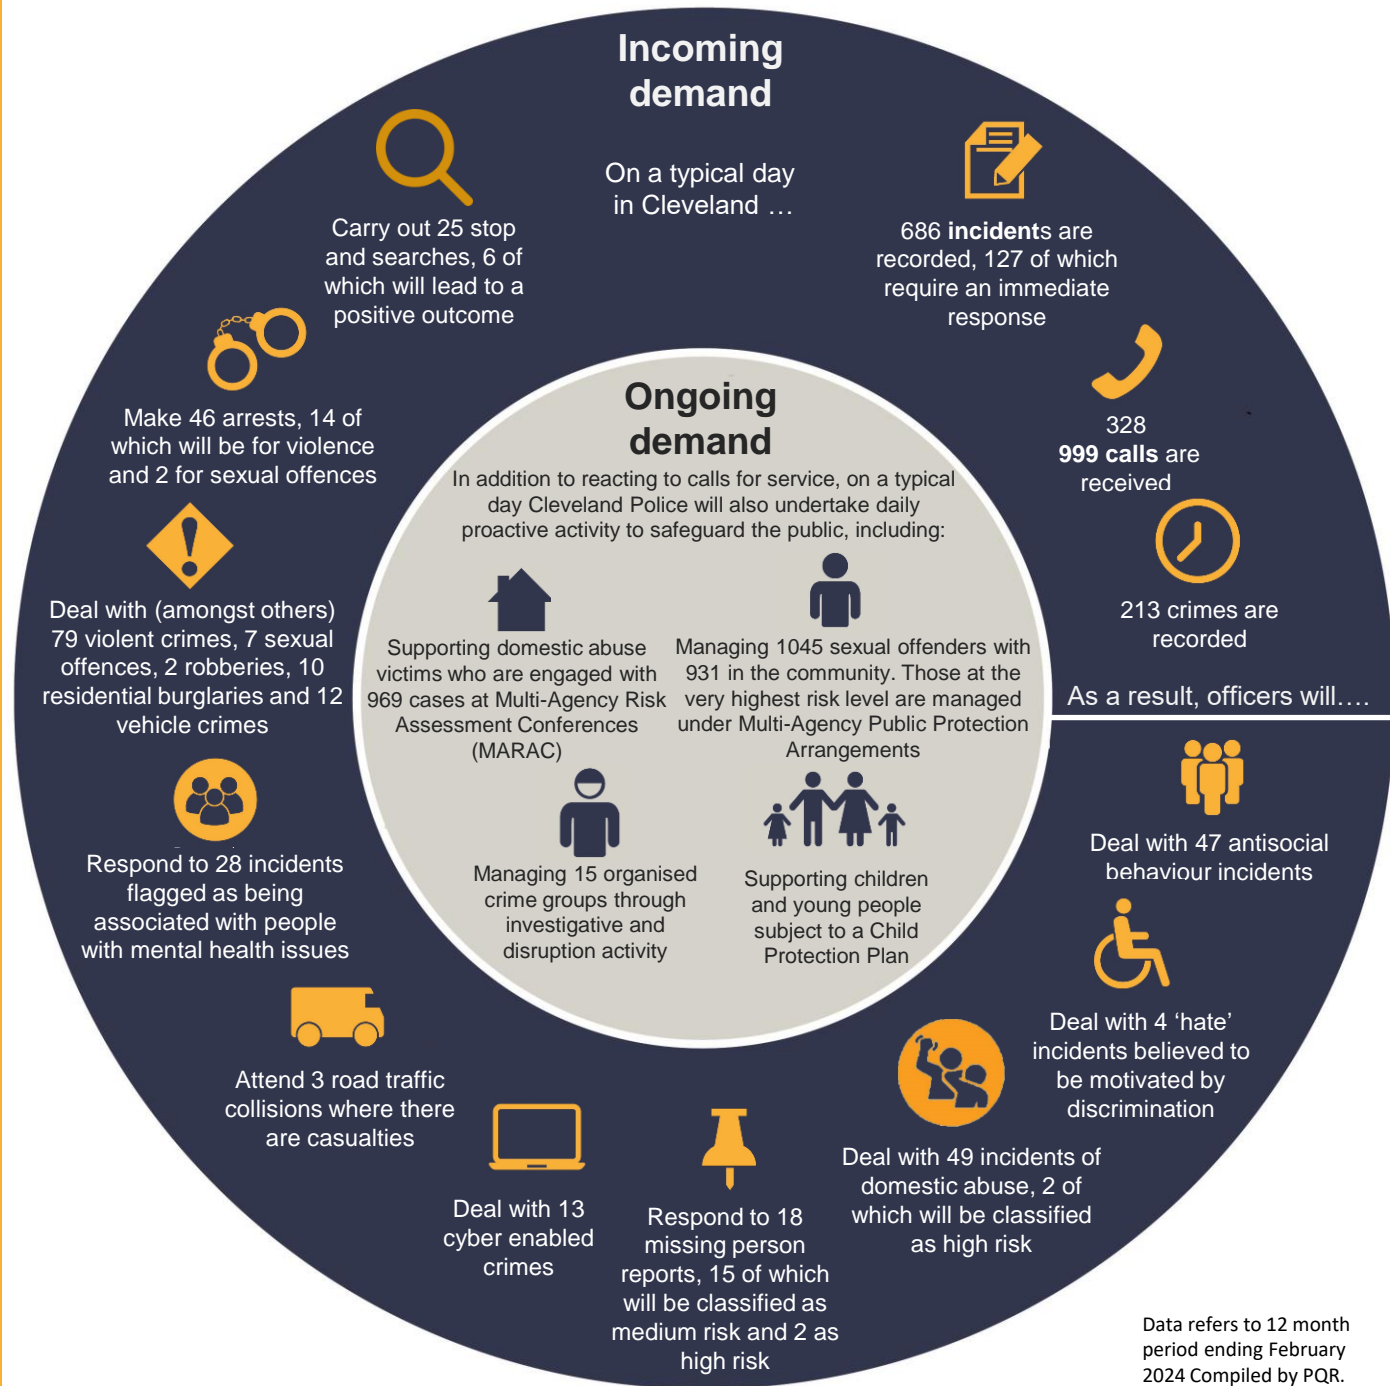 Incoming
demand
On a typical day
in Cleveland …
686 incidents are
recorded, 127 of which
require an immediate
response
328
999 calls are
received
213 crimes are
recorded
As a result, officers will….
Deal with 47 antisocial
behaviour incidents
Deal with 4 ‘hate’
incidents believed to
be motivated by
discrimination
Deal with 49 incidents of
domestic abuse, 2 of
which will be classified
as high risk
Respond to 18
missing person
reports, 15 of which
will be classified as
medium risk and 2 as
high risk
Deal with 13
cyber enabled
crimes
Attend 3 road traffic
collisions where there
are casualties
Respond to 28 incidents
flagged as being
associated with people
with mental health issues
Deal with (amongst others)
79 violent crimes, 7 sexual
offences, 2 robberies, 10
residential burglaries and 12
vehicle crimes
Make 46 arrests, 14 of
which will be for violence
and 2 for sexual offences
Carry out 25 stop
and searches, 6 of
which will lead to a
positive outcome
Ongoing
demand
In addition to reacting to calls for service, on a typical
day Cleveland Police will also undertake daily
proactive activity to safeguard the public, including:
Supporting domestic abuse
victims who are engaged with
969 cases at Multi-Agency Risk
Assessment Conferences
(MARAC)
Managing 1045 sexual offenders with
931 in the community. Those at the
very highest risk level are managed
under Multi-Agency Public Protection
Arrangements
Managing 15 organised
crime groups through
investigative and
disruption activity
Supporting children
and young people
subject to a Child
Protection Plan
Data refers to 12 month
period ending February
2024 Compiled by PQR.